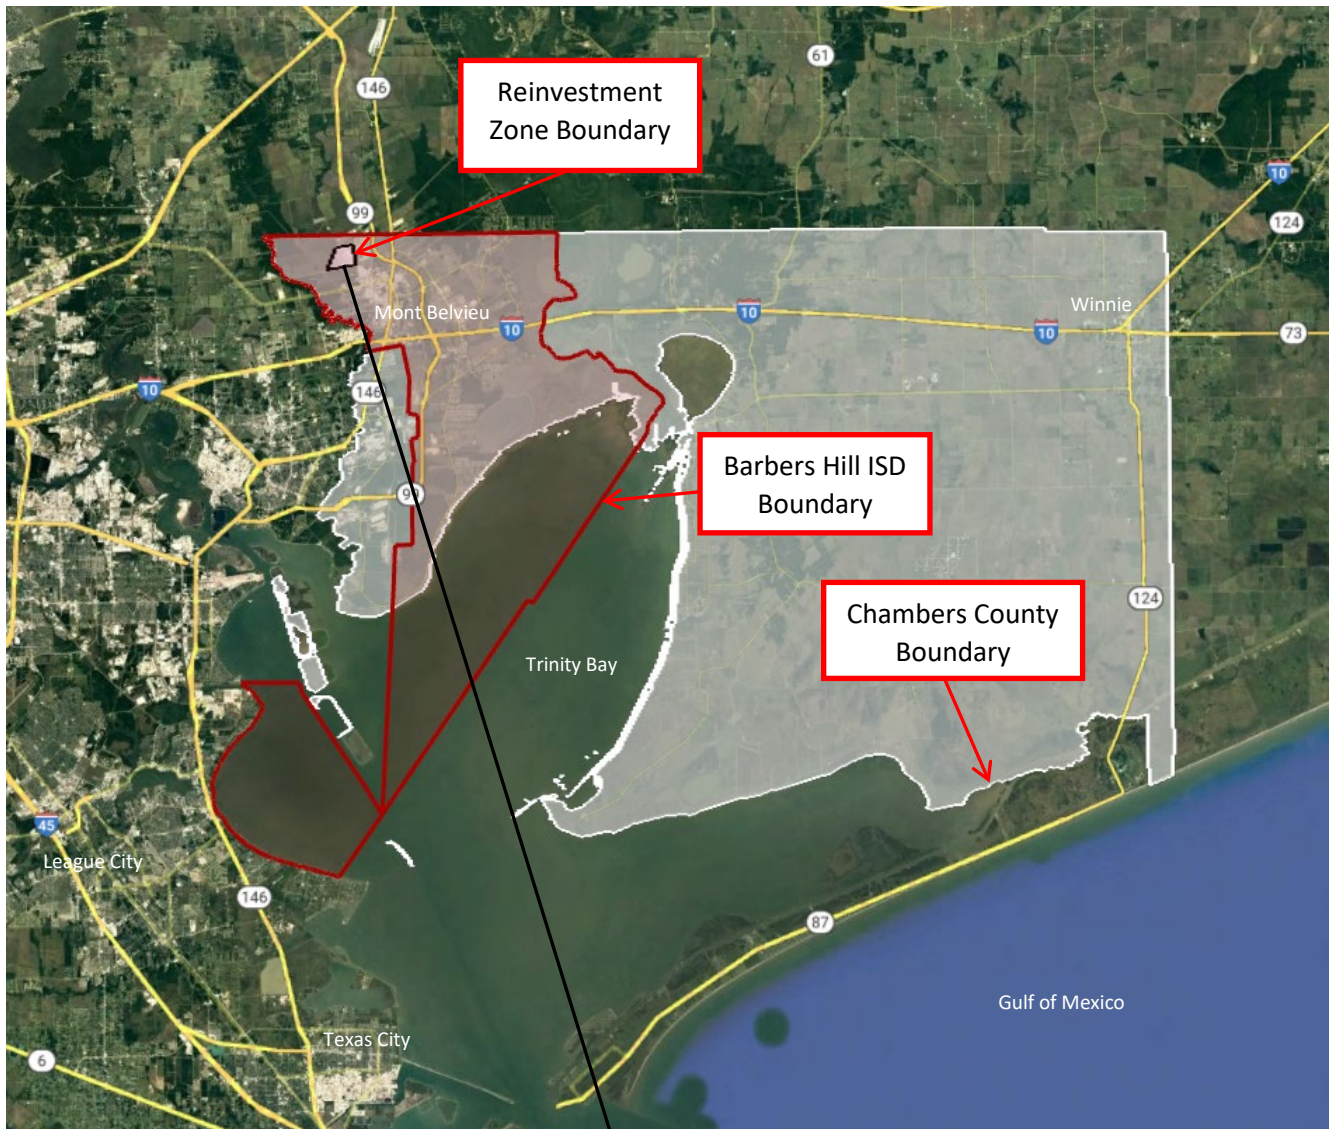 61
146
Reinvestment
Zone Boundary
10
124
99
Mont Belvieu
10
10
Winnie
10
73
10
146
Barbers Hill ISD
Boundary
99
Chambers County
Boundary
124
Trinity Bay
45
League City
146
87
Gulf of Mexico
Texas City
6